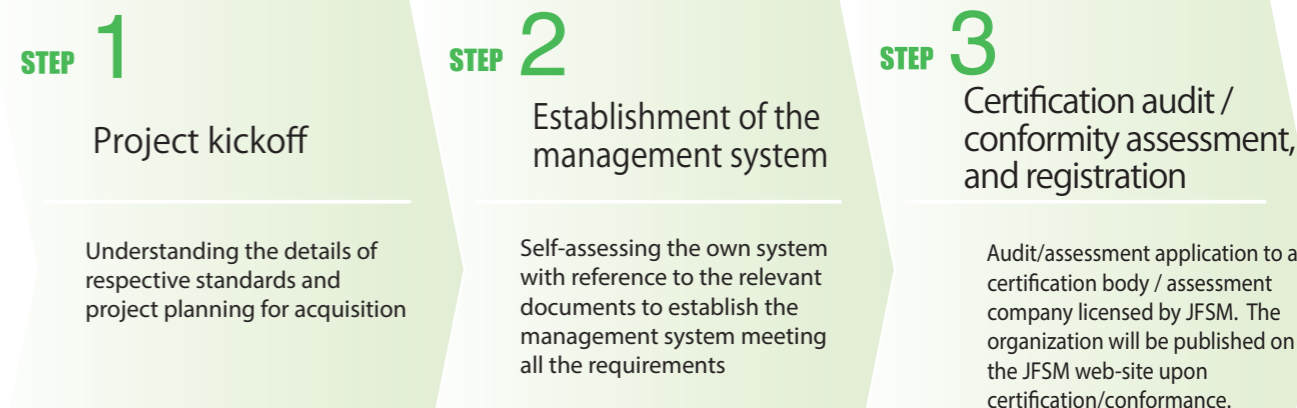 STEP 1
Project kickoff
Understanding the details of
respective standards and
project planning for acquisition
STEP 2
Establishment of the
management system
Self-assessing the own system
with reference to the relevant
documents to establish the
management system meeting
all the requirements
STEP 3
Certification audit /
conformity assessment,
and registration
Audit/assessment application to a
certification body / assessment
company licensed by JFSM. The
organization will be published on
the JFSM web-site upon
certification/conformance.